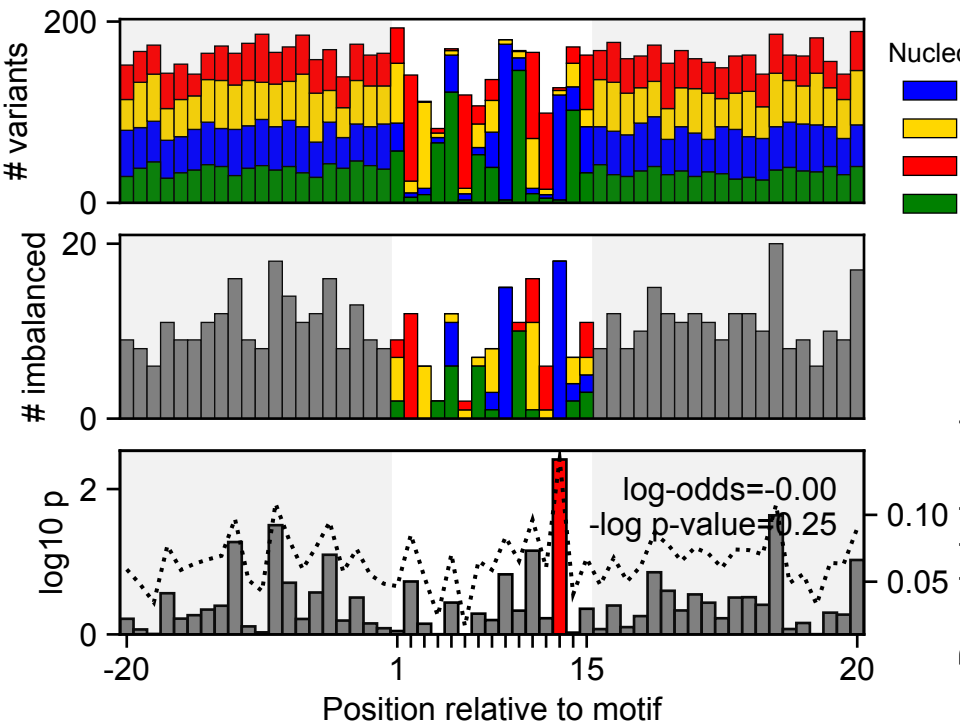 # variants
200
0
Nucleo
# imbalanced
20
0
log10 p
2
0
log-odds=-0.00
-log p-value=0.25
0.10
0.05
-20
1
15
20
Position relative to motif